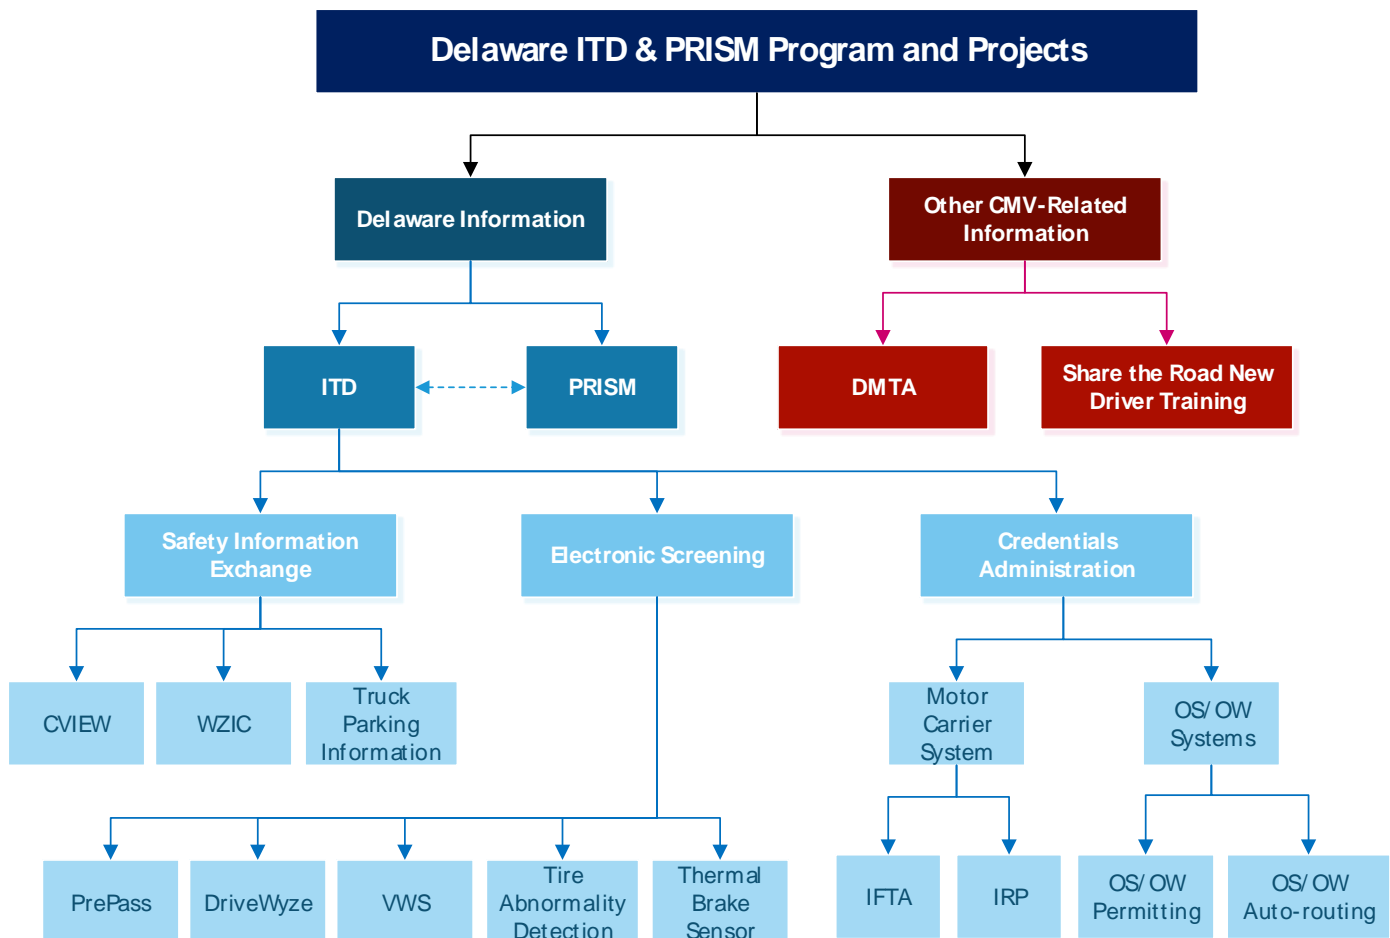 Delaware ITD & PRISM Program and Projects
Delaware Information
Other CMV-Related
Information
ITD
PRISM
DMTA
Share the Road New
Driver Training
Safety Information
Exchange
Electronic Screening
Credentials
Administration
CVIEW
WZIC
Truck
Parking
Information
Motor
Carrier
System
OS/OW
Systems
PrePass
DriveWyze
VWS
Tire
Abnormality
Detection
Thermal
Brake
Sensor
IFTA
IRP
OS/OW
Permitting
OS/OW
Auto-routing